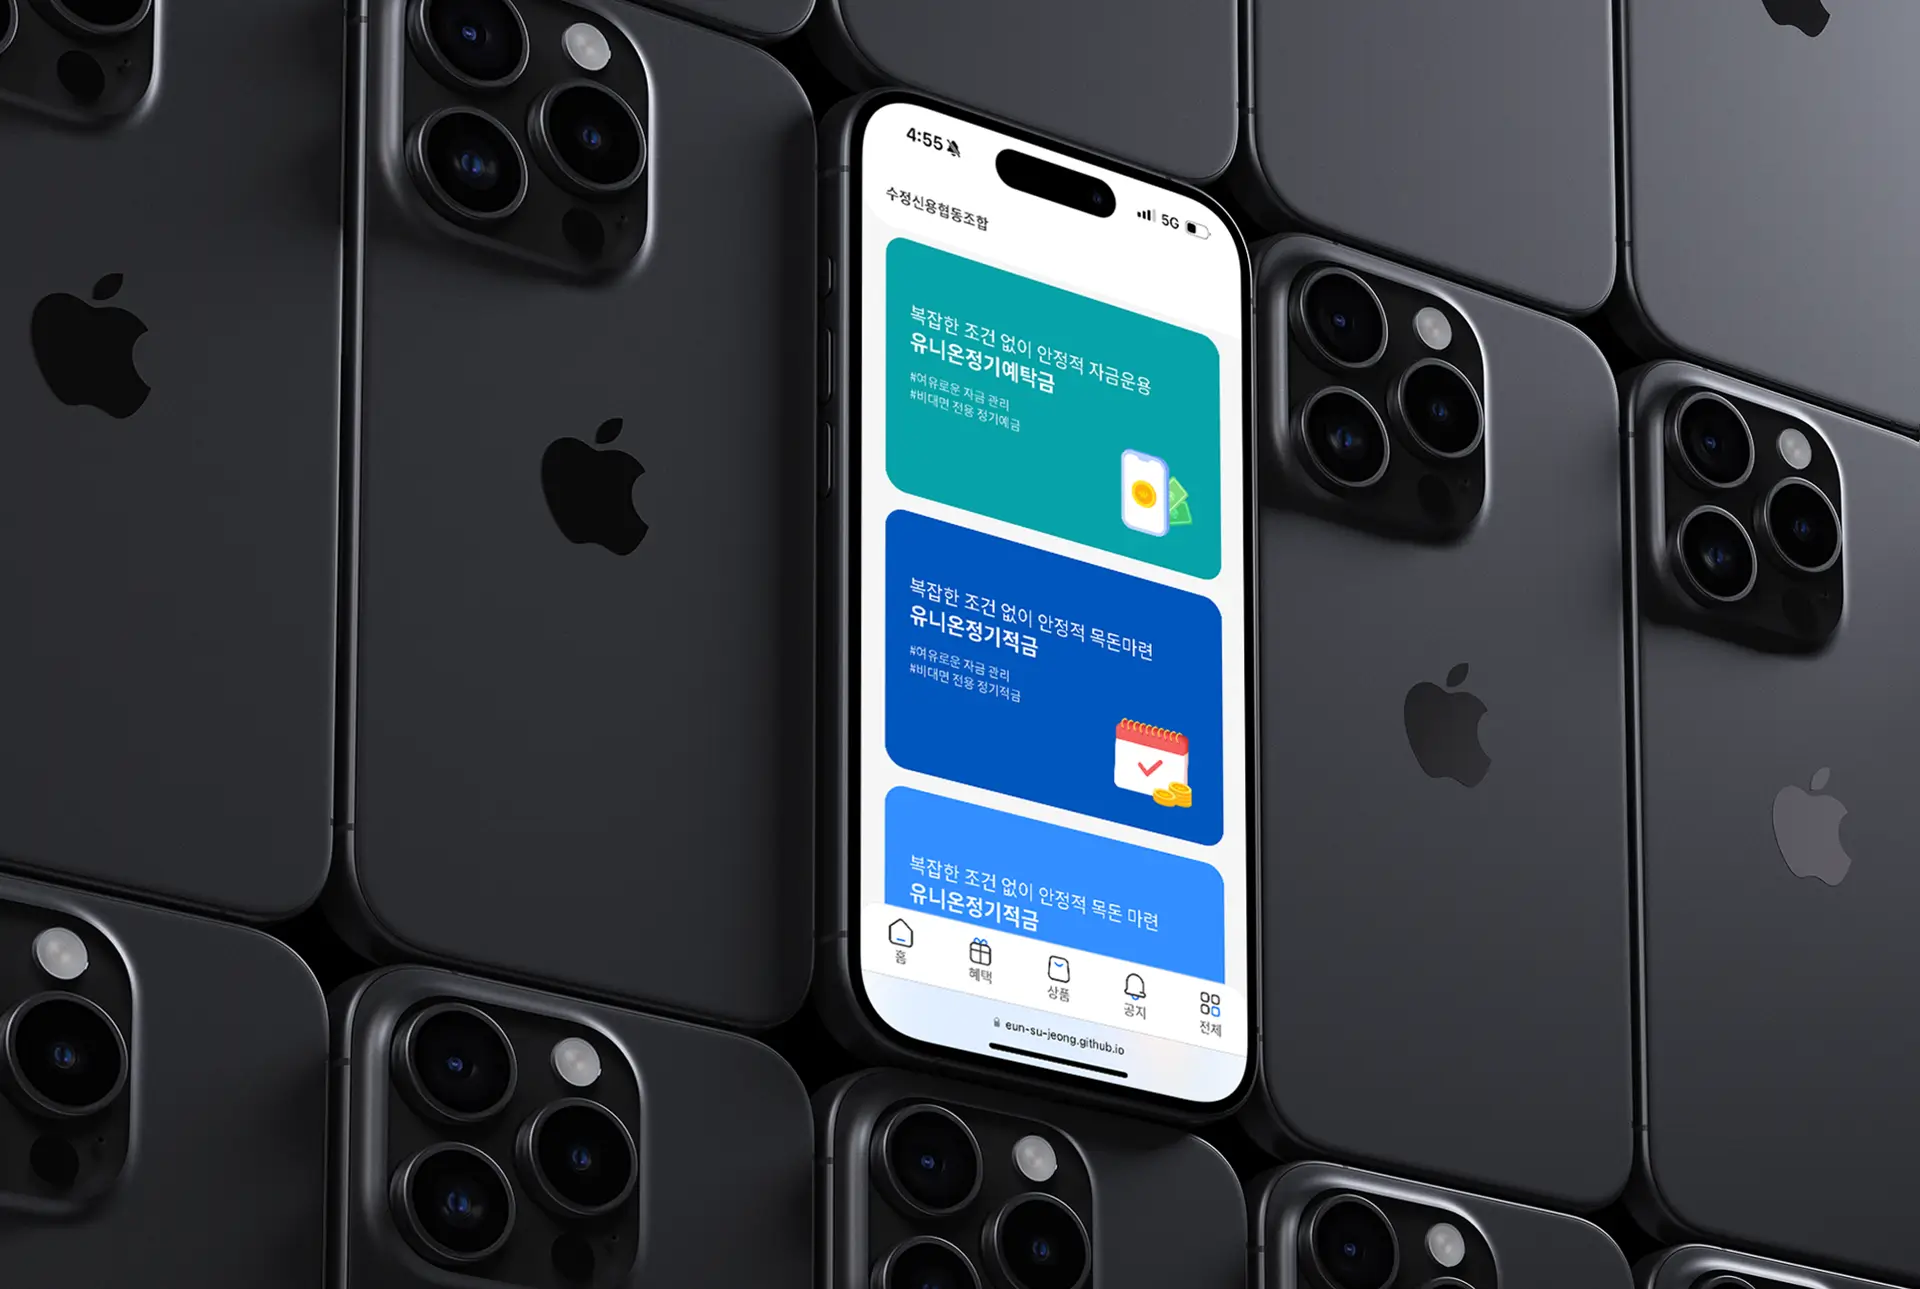 4:55
5G
수정신용협동조합
복잡한 조건 없이 안정적 자금운용
유니온정기예탁금
#여유로운 자금 관리
#비대면 전용 정기예금
복잡한 조건 없이 안정적 목돈마련
유니온정기적금
#여유로운 자금 관리
#비대면 전용 정기적금
복잡한 조건 없이 안정적 목돈 마련
유니온정기적금
홈
혜택
상품
공지
전체
eun-su-jeong.github.io